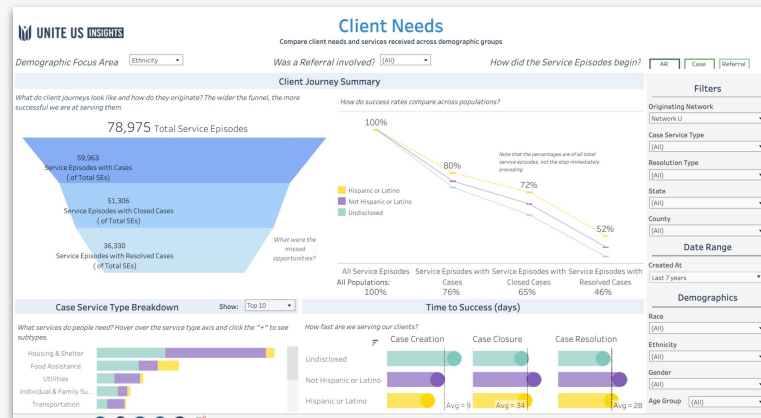 UNITE US INSIGHTS
Client Needs
Compare client needs and services received across demographic groups
Demographic Focus Area
Ethnicity
Was a Referral involved?
(All)
How did the Service Episodes begin?
AR
Case
Referral
Client Journey Summary
What do client journeys look like and how do they originate? The wider the funnel, the more
successful we are at serving them.
78,975 Total Service Episodes
59,963
Service Episodes with Cases
( of Total SEs)
51,306
Service Episodes with Closed Cases
( of Total SEs)
36,330
Service Episodes with Resolved Cases
( of Total SEs)
What were the
missed
opportunities?
How do success rates compare across populations?
100%
80%
72%
52%
Note that the percentages are of all total
service episodes, not the step immediately
preceding.
Hispanic or Latino
Not Hispanic or Latino
Undisclosed
All Service Episodes
Service Episodes with
Cases
Service Episodes with
Closed Cases
Service Episodes with
Resolved Cases
All Populations:
100%
76%
65%
46%
Case Service Type Breakdown
Show:
Top 10
What services do people need? Hover over the service type axis and click the "+" to see
subtypes.
Housing & Shelter
Food Assistance
Utilities
Individual & Family Su..
Transportation
Time to Success (days)
How fast are we serving our clients?
Case Creation
Case Closure
Case Resolution
Undisclosed
Not Hispanic or Latino
Hispanic or Latino
Avg = 9
Avg = 34
Avg = 28
Filters
Originating Network
Network U
Case Service Type
(All)
Resolution Type
(All)
State
(All)
County
(All)
Date Range
Created At
Last 7 years
Demographics
Race
(All)
Ethnicity
(All)
Gender
(All)
Age Group
(All)